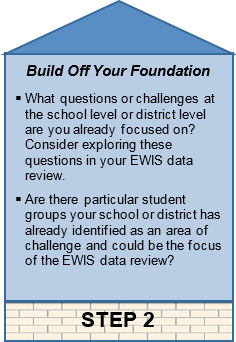 Build Off Your Foundation
▪ What questions or challenges at
the school level or district level
are you already focused on?
Consider exploring these
questions in your EWIS data
review.
▪ Are there particular student
groups your school or district has
already identified as an area of
challenge and could be the focus
of the EWIS data review?
STEP 2